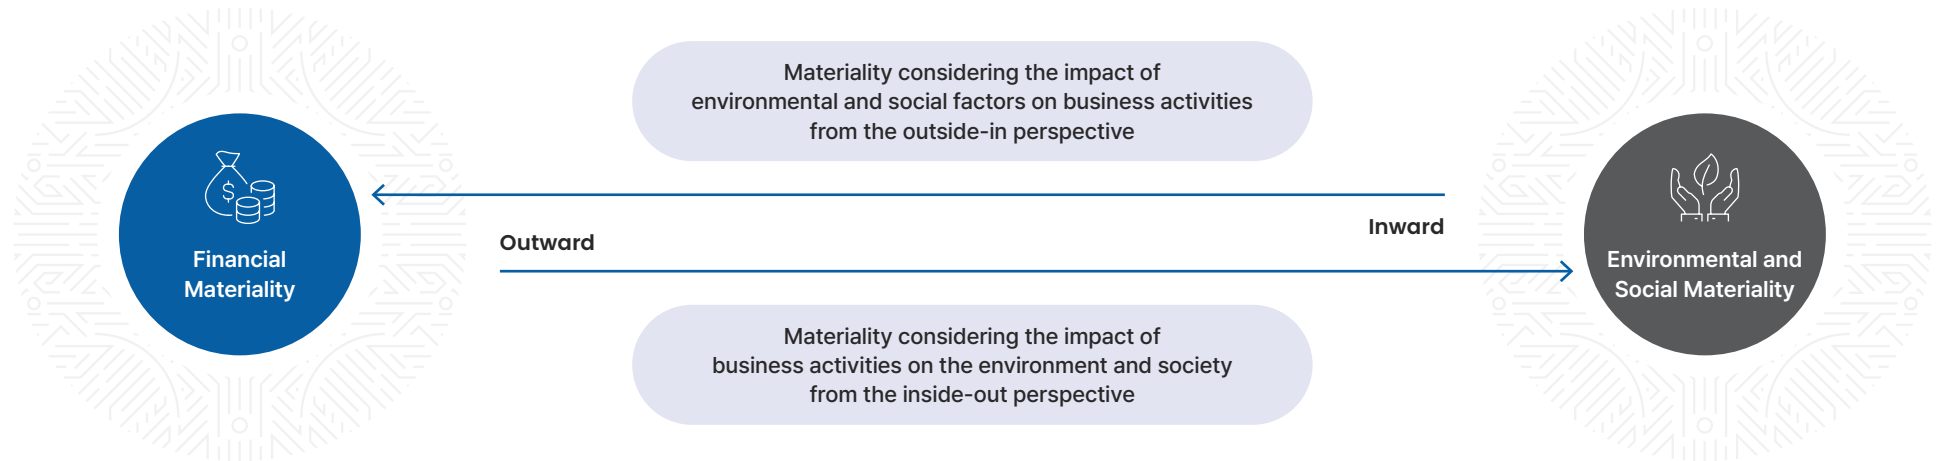 Materiality considering the impact of
environmental and social factors on business activities
from the outside-in perspective
Financial
Materiality
Outward
Inward
Environmental and
Social Materiality
Materiality considering the impact of
business activities on the environment and society
from the inside-out perspective